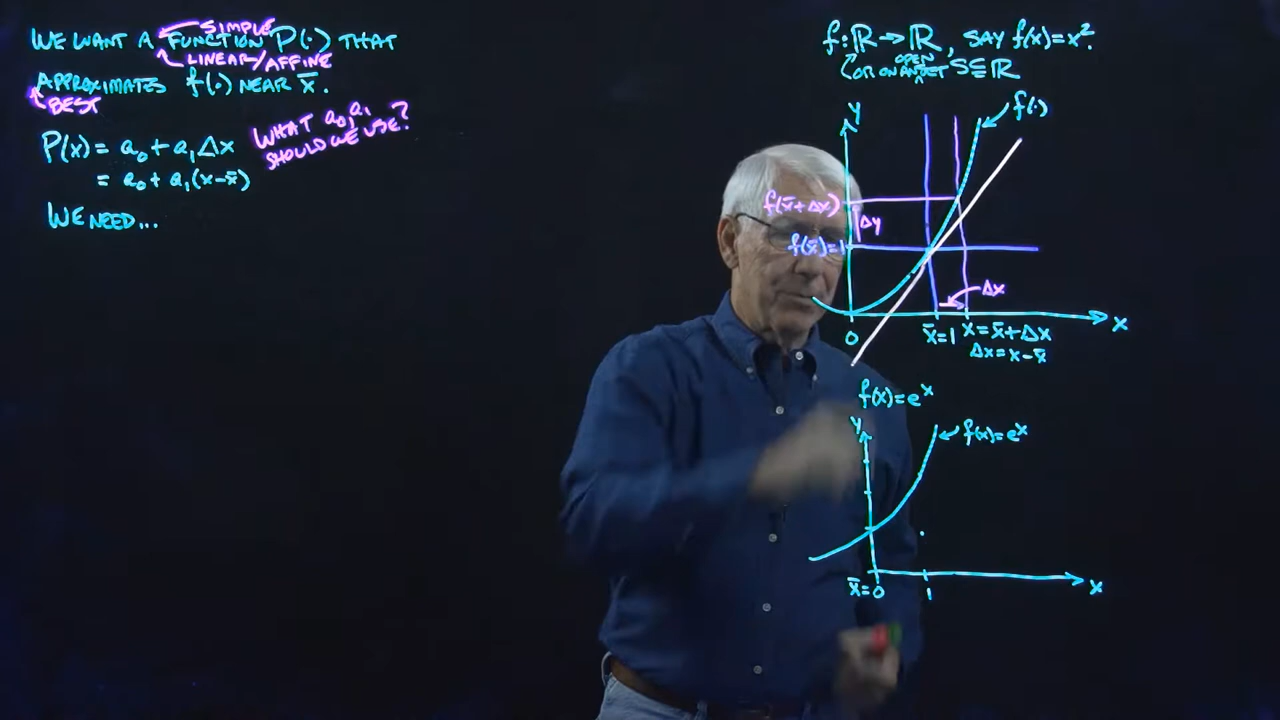 SIMPLE
WE WANT A FUNCTION P(·) THAT
LINEAR/AFFINE
APPROXIMATES f(·) NEAR x̄.
BEST
P(x) = a₀ + a₁Δx
= a₀ + a₁(x-x̄)
WHAT a₀, a₁
SHOULD WE USE?
WE NEED...
f: ℝ → ℝ, SAY f(x)=x².
OPEN
OR ON AN SET S⊆ℝ
Y
f(·)
f(x̄+Δx)
Δy
f(x̄)=1
Δx
0
x̄=1
x=x̄+Δx
X
Δx=x-x̄
f(x)=eˣ
Y
f(x)=eˣ
x̄=0
1
X